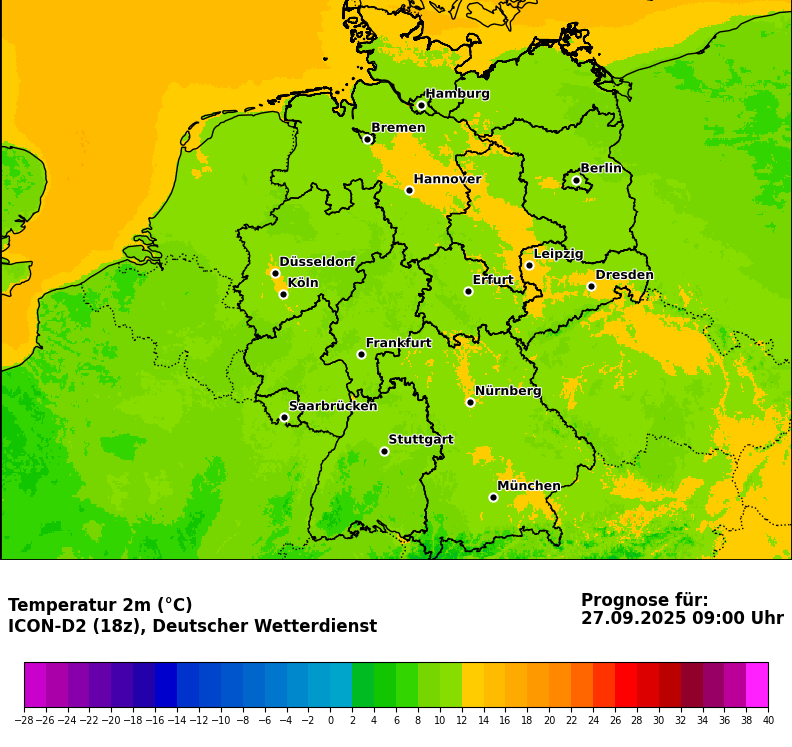 Hamburg
Bremen
Berlin
Hannover
Leipzig
Düsseldorf
Dresden
Köln
Erfurt
Frankfurt
Nürnberg
Saarbrücken
Stuttgart
München
Temperatur 2m (°C)
ICON-D2 (18z), Deutscher Wetterdienst
Prognose für:
27.09.2025 09:00 Uhr
−28 −26 −24 −22 −20 −18 −16 −14 −12 −10 −8 −6 −4 −2 0 2 4 6 8 10 12 14 16 18 20 22 24 26 28 30 32 34 36 38 40